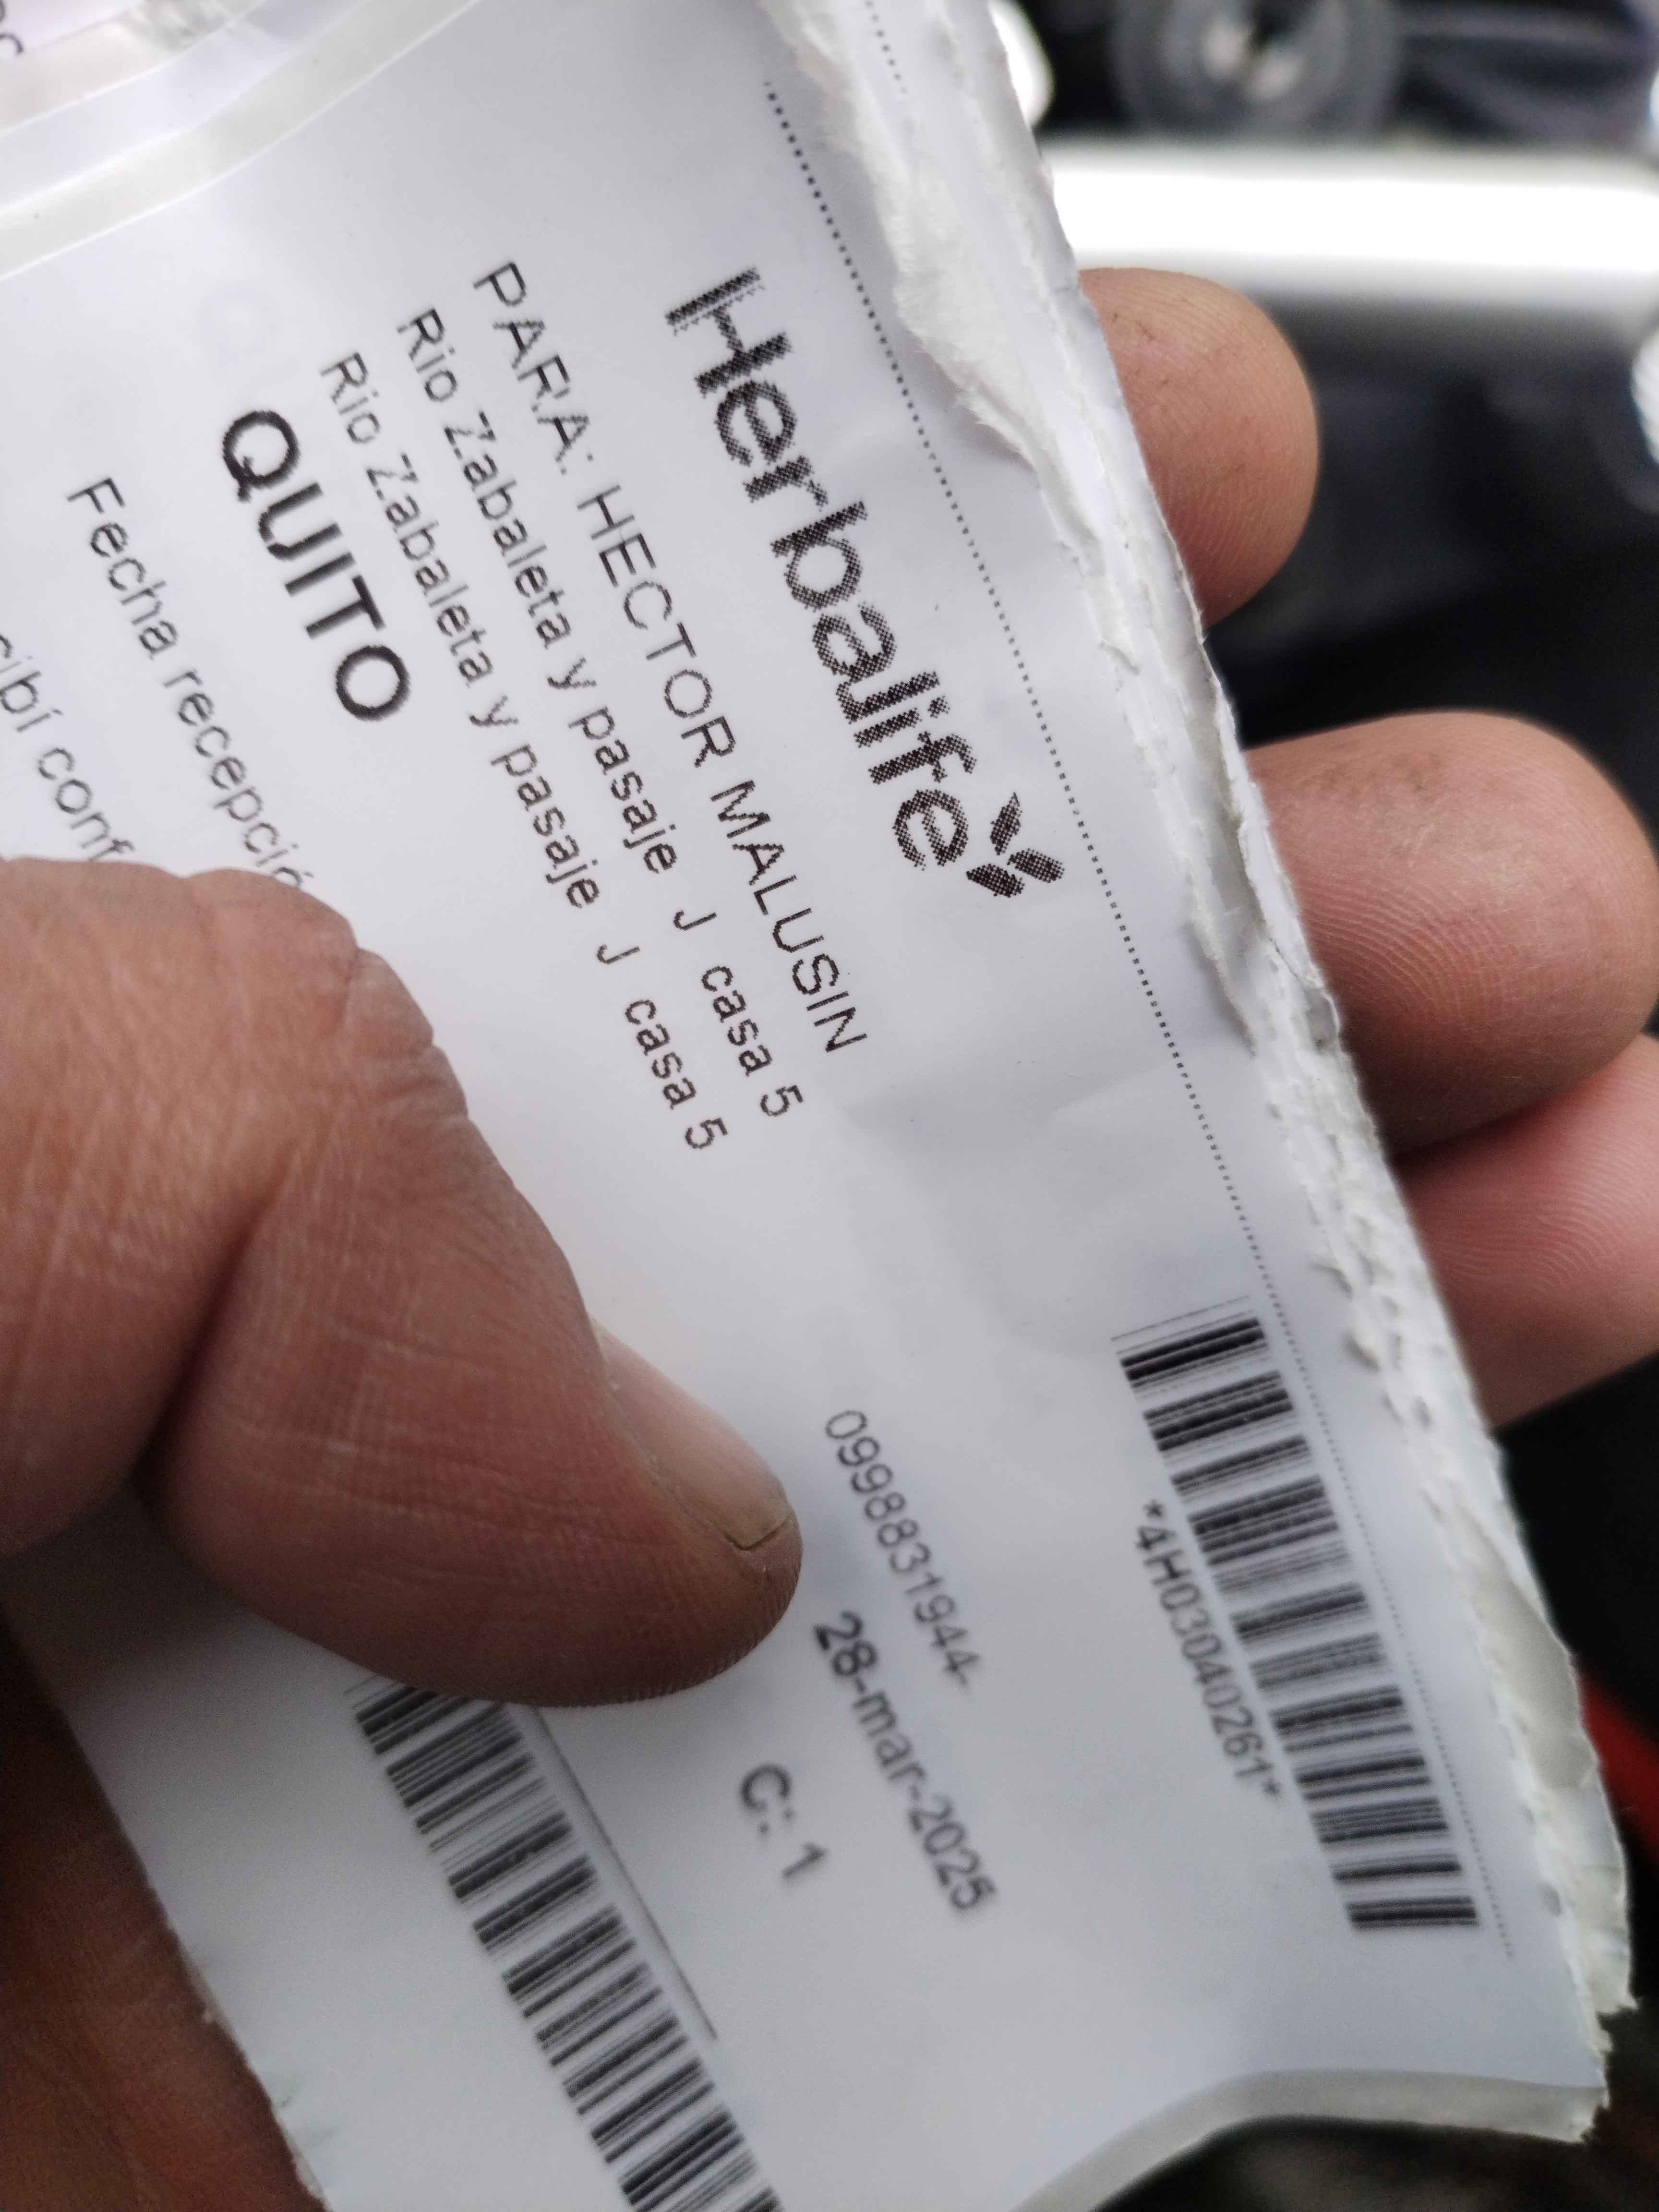 Herbalife
*4H03040261*
PARA: HECTOR MALUSIN
0998831944-
Rio Zabaleta y pasaje J casa 5
28-mar-2025
Rio Zabaleta y pasaje J casa 5
C: 1
QUITO
Fecha